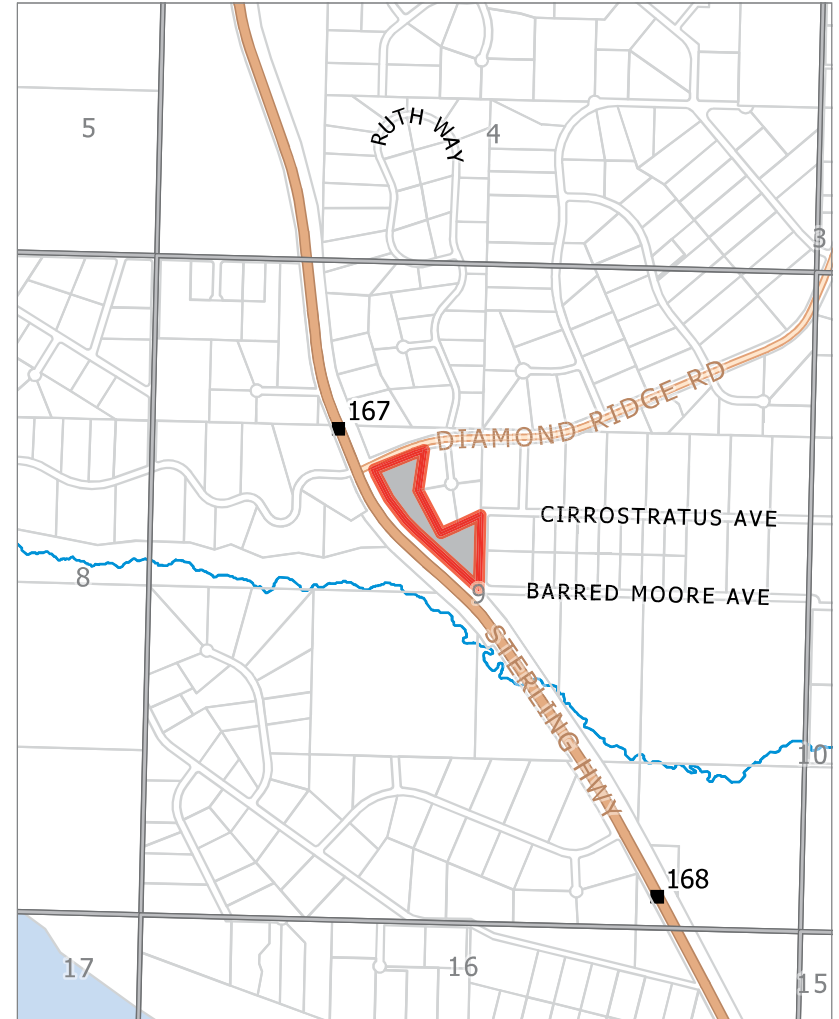 5
RUTH WAY
4
3
167
DIAMOND RIDGE RD
CIRROSTRATUS AVE
8
9
BARRED MOORE AVE
STERLING HWY
10
168
17
16
15